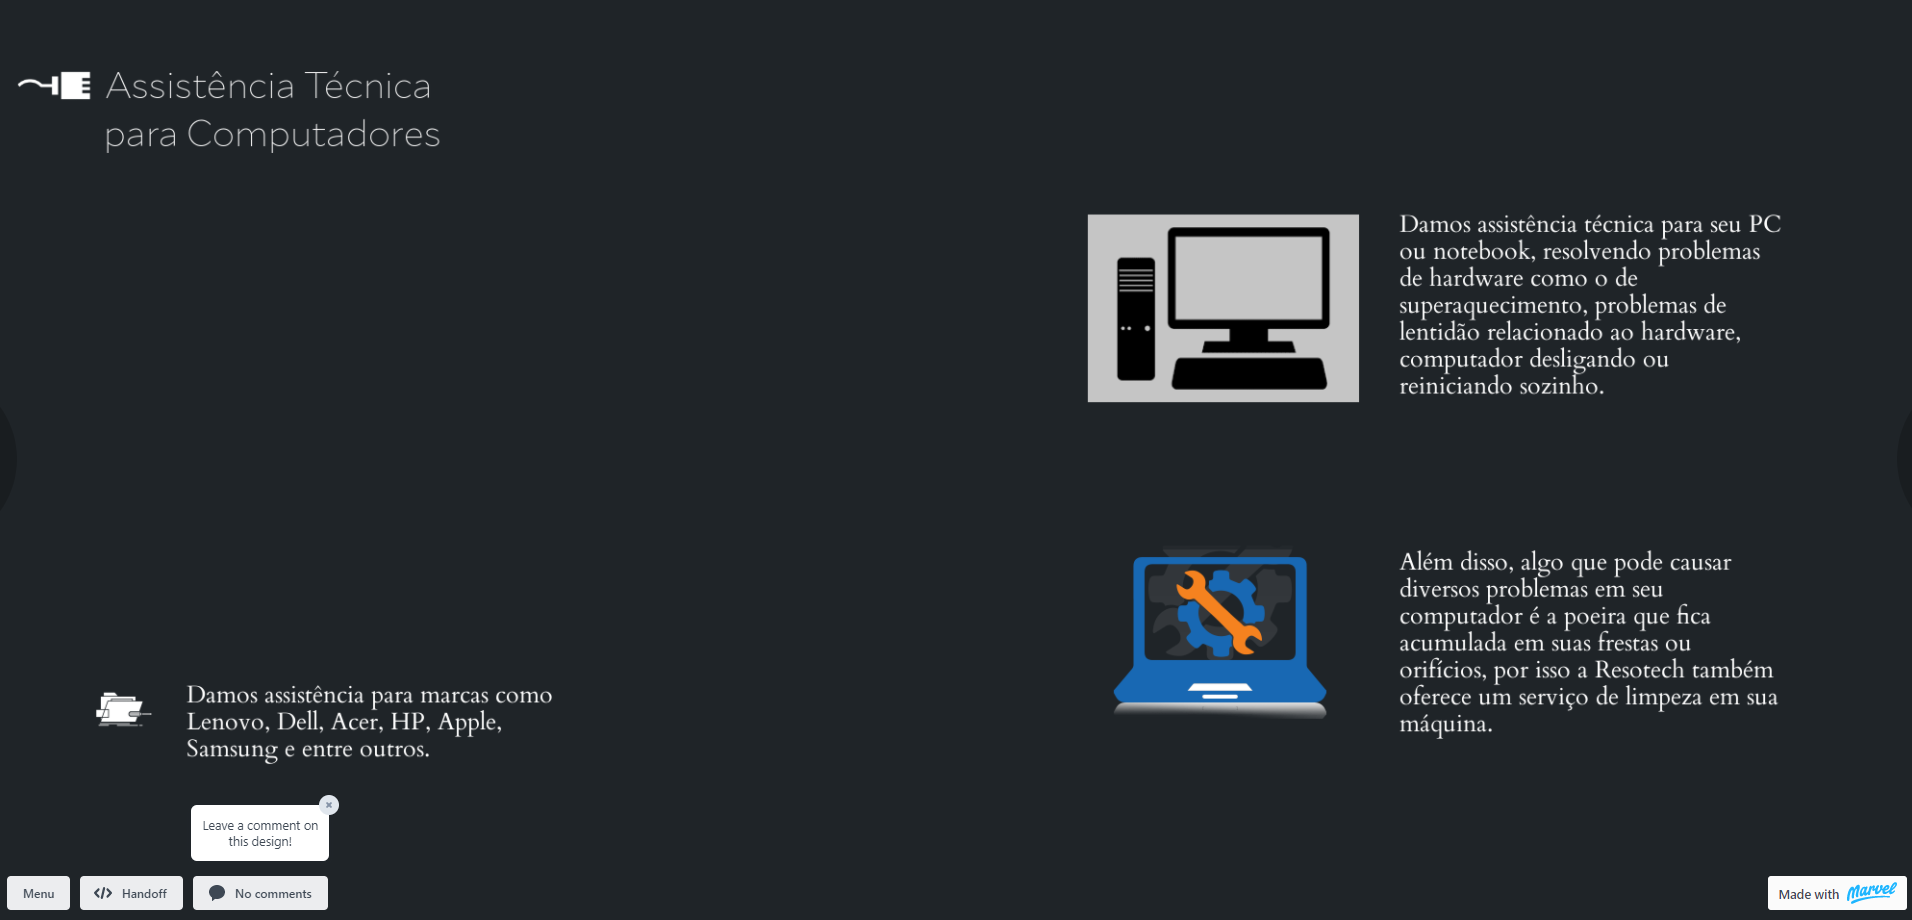 Assistência Técnica
para Computadores
Damos assistência técnica para seu PC
ou notebook, resolvendo problemas
de hardware como o de
superaquecimento, problemas de
lentidão relacionado ao hardware,
computador desligando ou
reiniciando sozinho.
Além disso, algo que pode causar
diversos problemas em seu
computador é a poeira que fica
acumulada em suas frestas ou
orifícios, por isso a Resotech também
oferece um serviço de limpeza em sua
máquina.
Damos assistência para marcas como
Lenovo, Dell, Acer, HP, Apple,
Samsung e entre outros.
Leave a comment on
this design!
Menu
Handoff
No comments
Made with Marvel